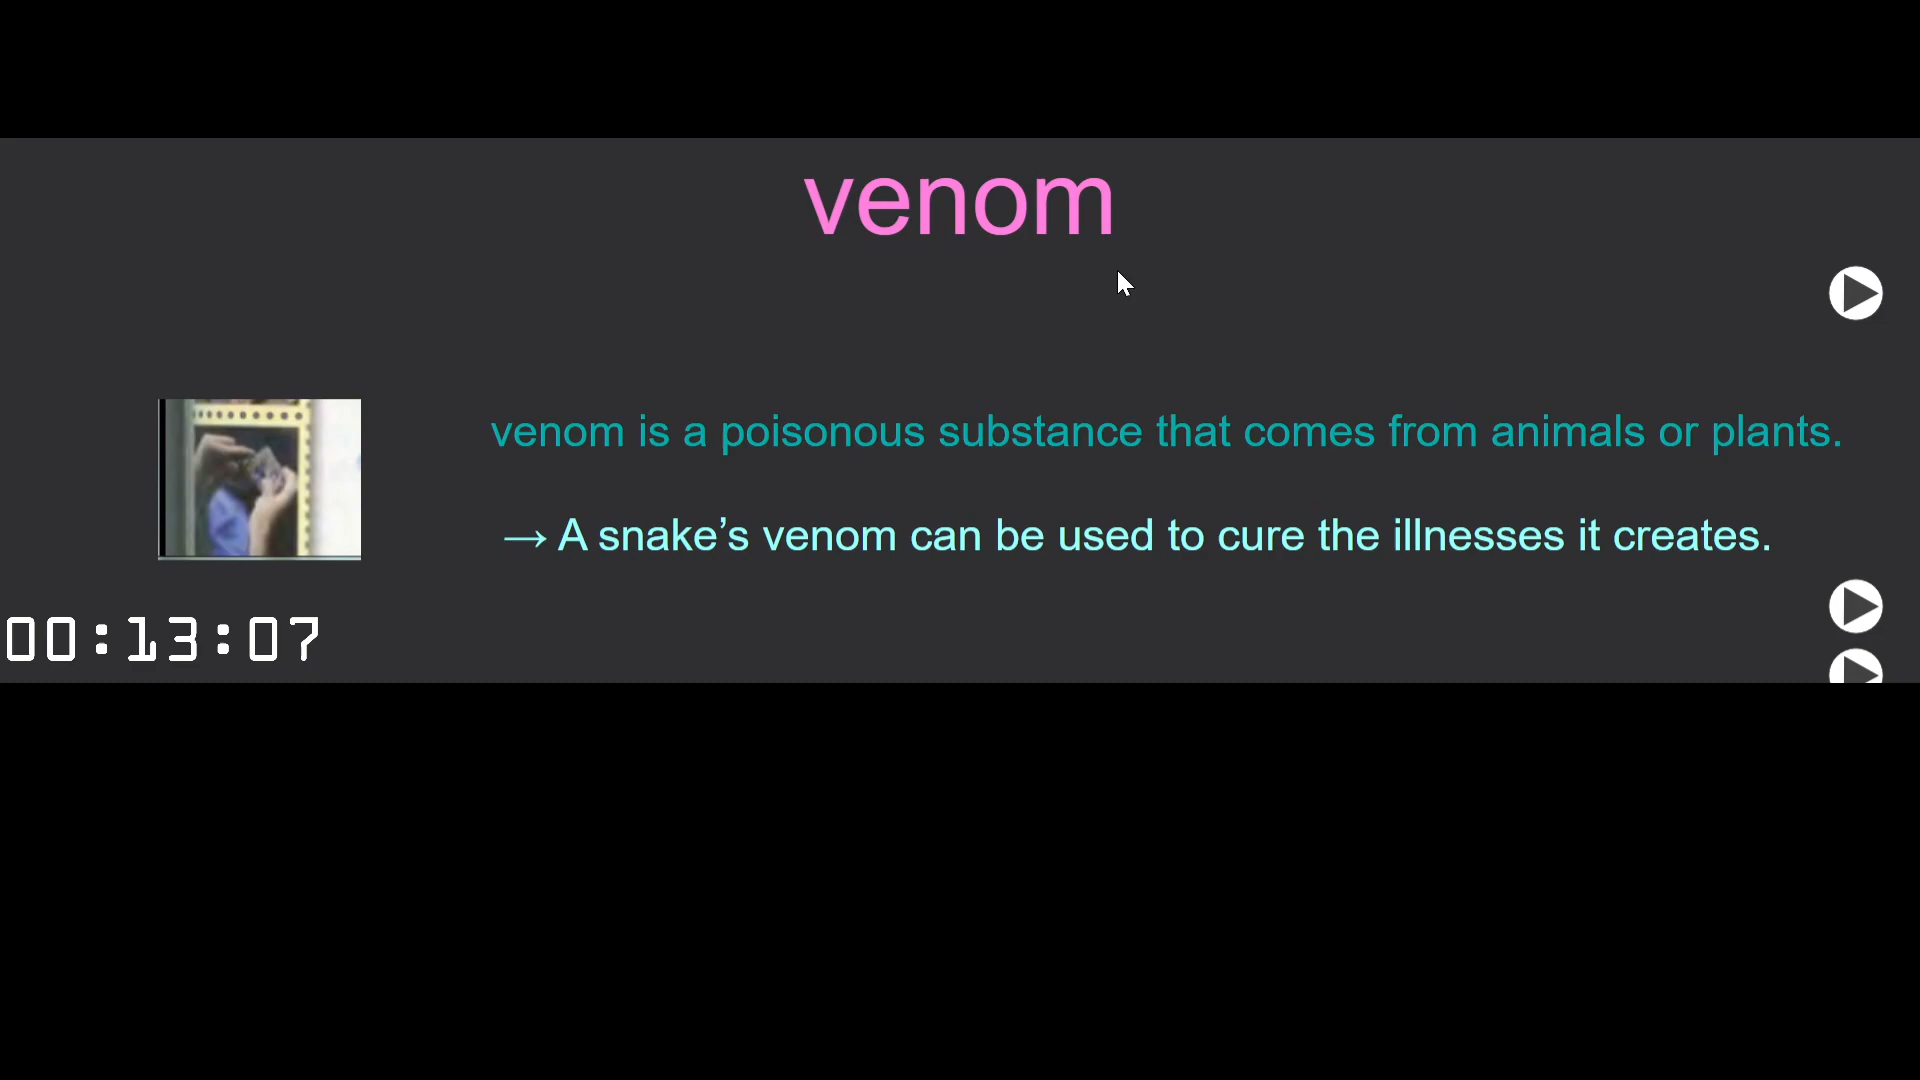 venom
venom is a poisonous substance that comes from animals or plants.
→ A snake’s venom can be used to cure the illnesses it creates.
00:13:07